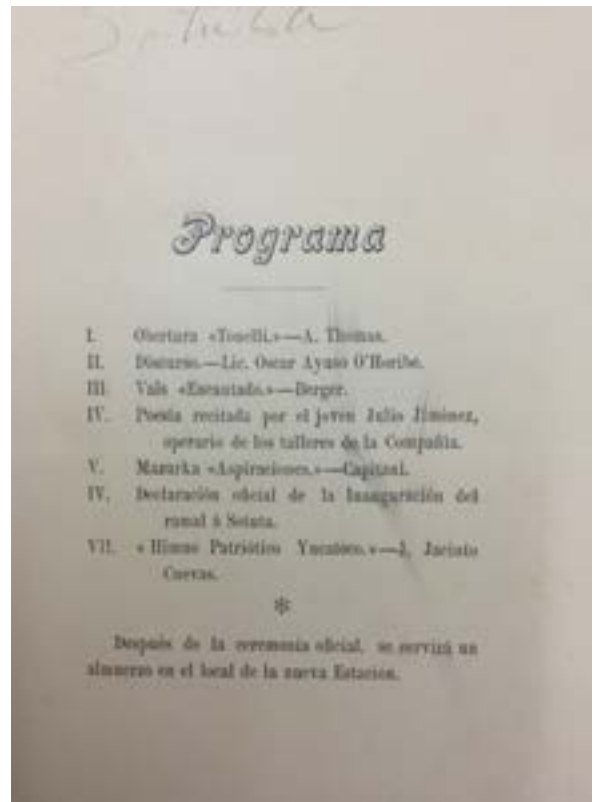 Programa
I. Obertura «Tonelli.»—A. Thomas.
II. Discurso.—Lic. Oscar Ayuso O'Horibe.
III Vals «Encantado.»—Berger.
IV. Poesía recitada por el joven Julio Jiménez,
operario de los talleres de la Compañía.
V. Mazurka «Aspiraciones.»—Capitani.
IV. Declaración oficial de la Inauguración del
ramal á Sotuta.
VII. «Himno Patriótico Yucateco.»—J. Jacinto
Cuevas.
*
Después de la ceremonia oficial, se servirá un
almuerzo en el local de la nueva Estación.